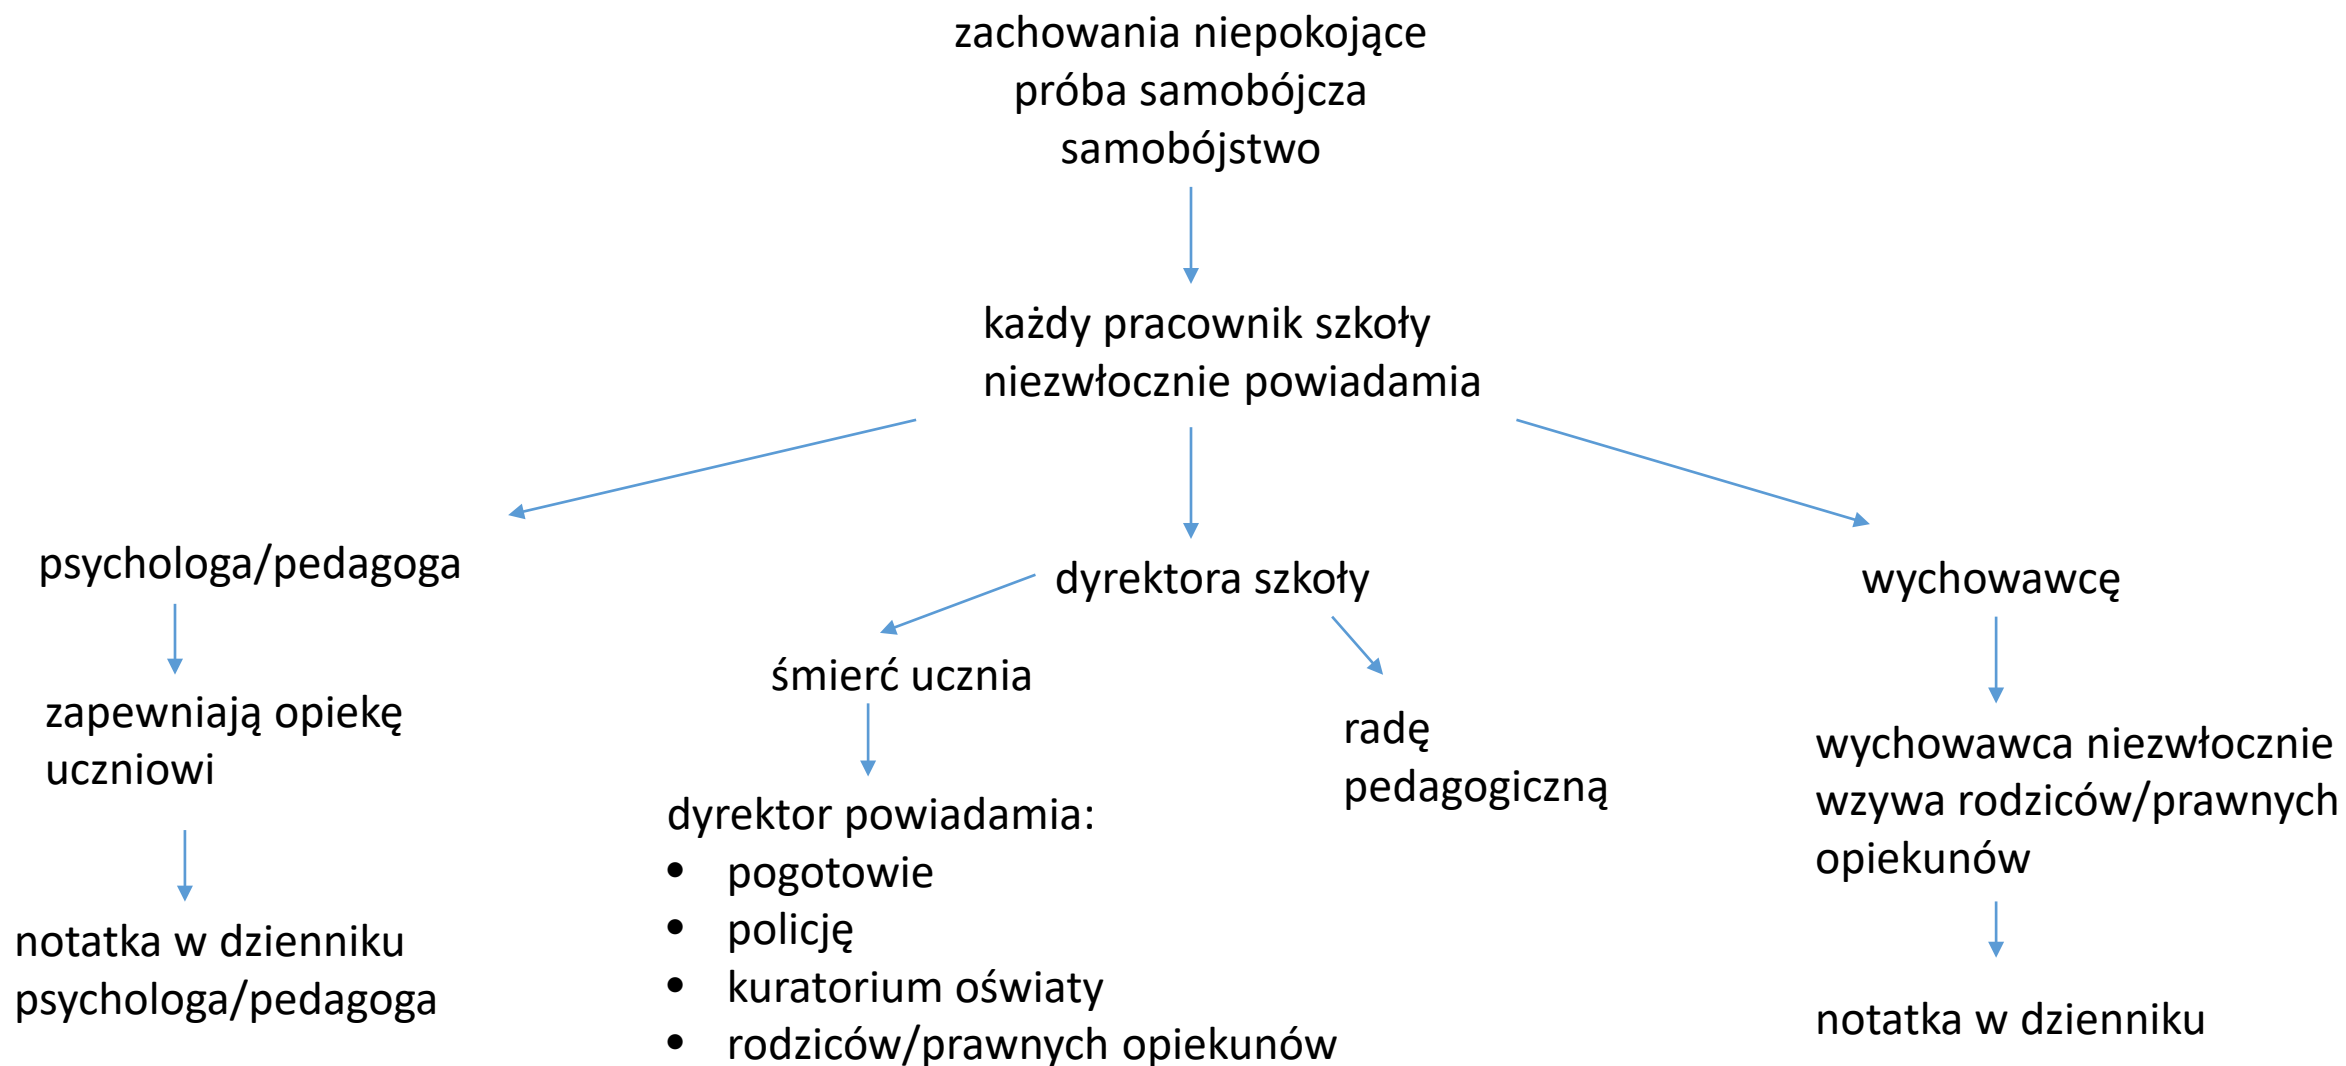 zachowania niepokojące
próba samobójcza
samobójstwo
każdy pracownik szkoły
niezwłocznie powiadamia
psychologa/pedagoga
zapewniają opiekę
uczniowi
notatka w dzienniku
psychologa/pedagoga
dyrektora szkoły
śmierć ucznia
dyrektor powiadamia:
• pogotowie
• policję
• kuratorium oświaty
• rodziców/prawnych opiekunów
radę
pedagogiczną
wychowawcę
wychowawca niezwłocznie
wzywa rodziców/prawnych
opiekunów
notatka w dzienniku